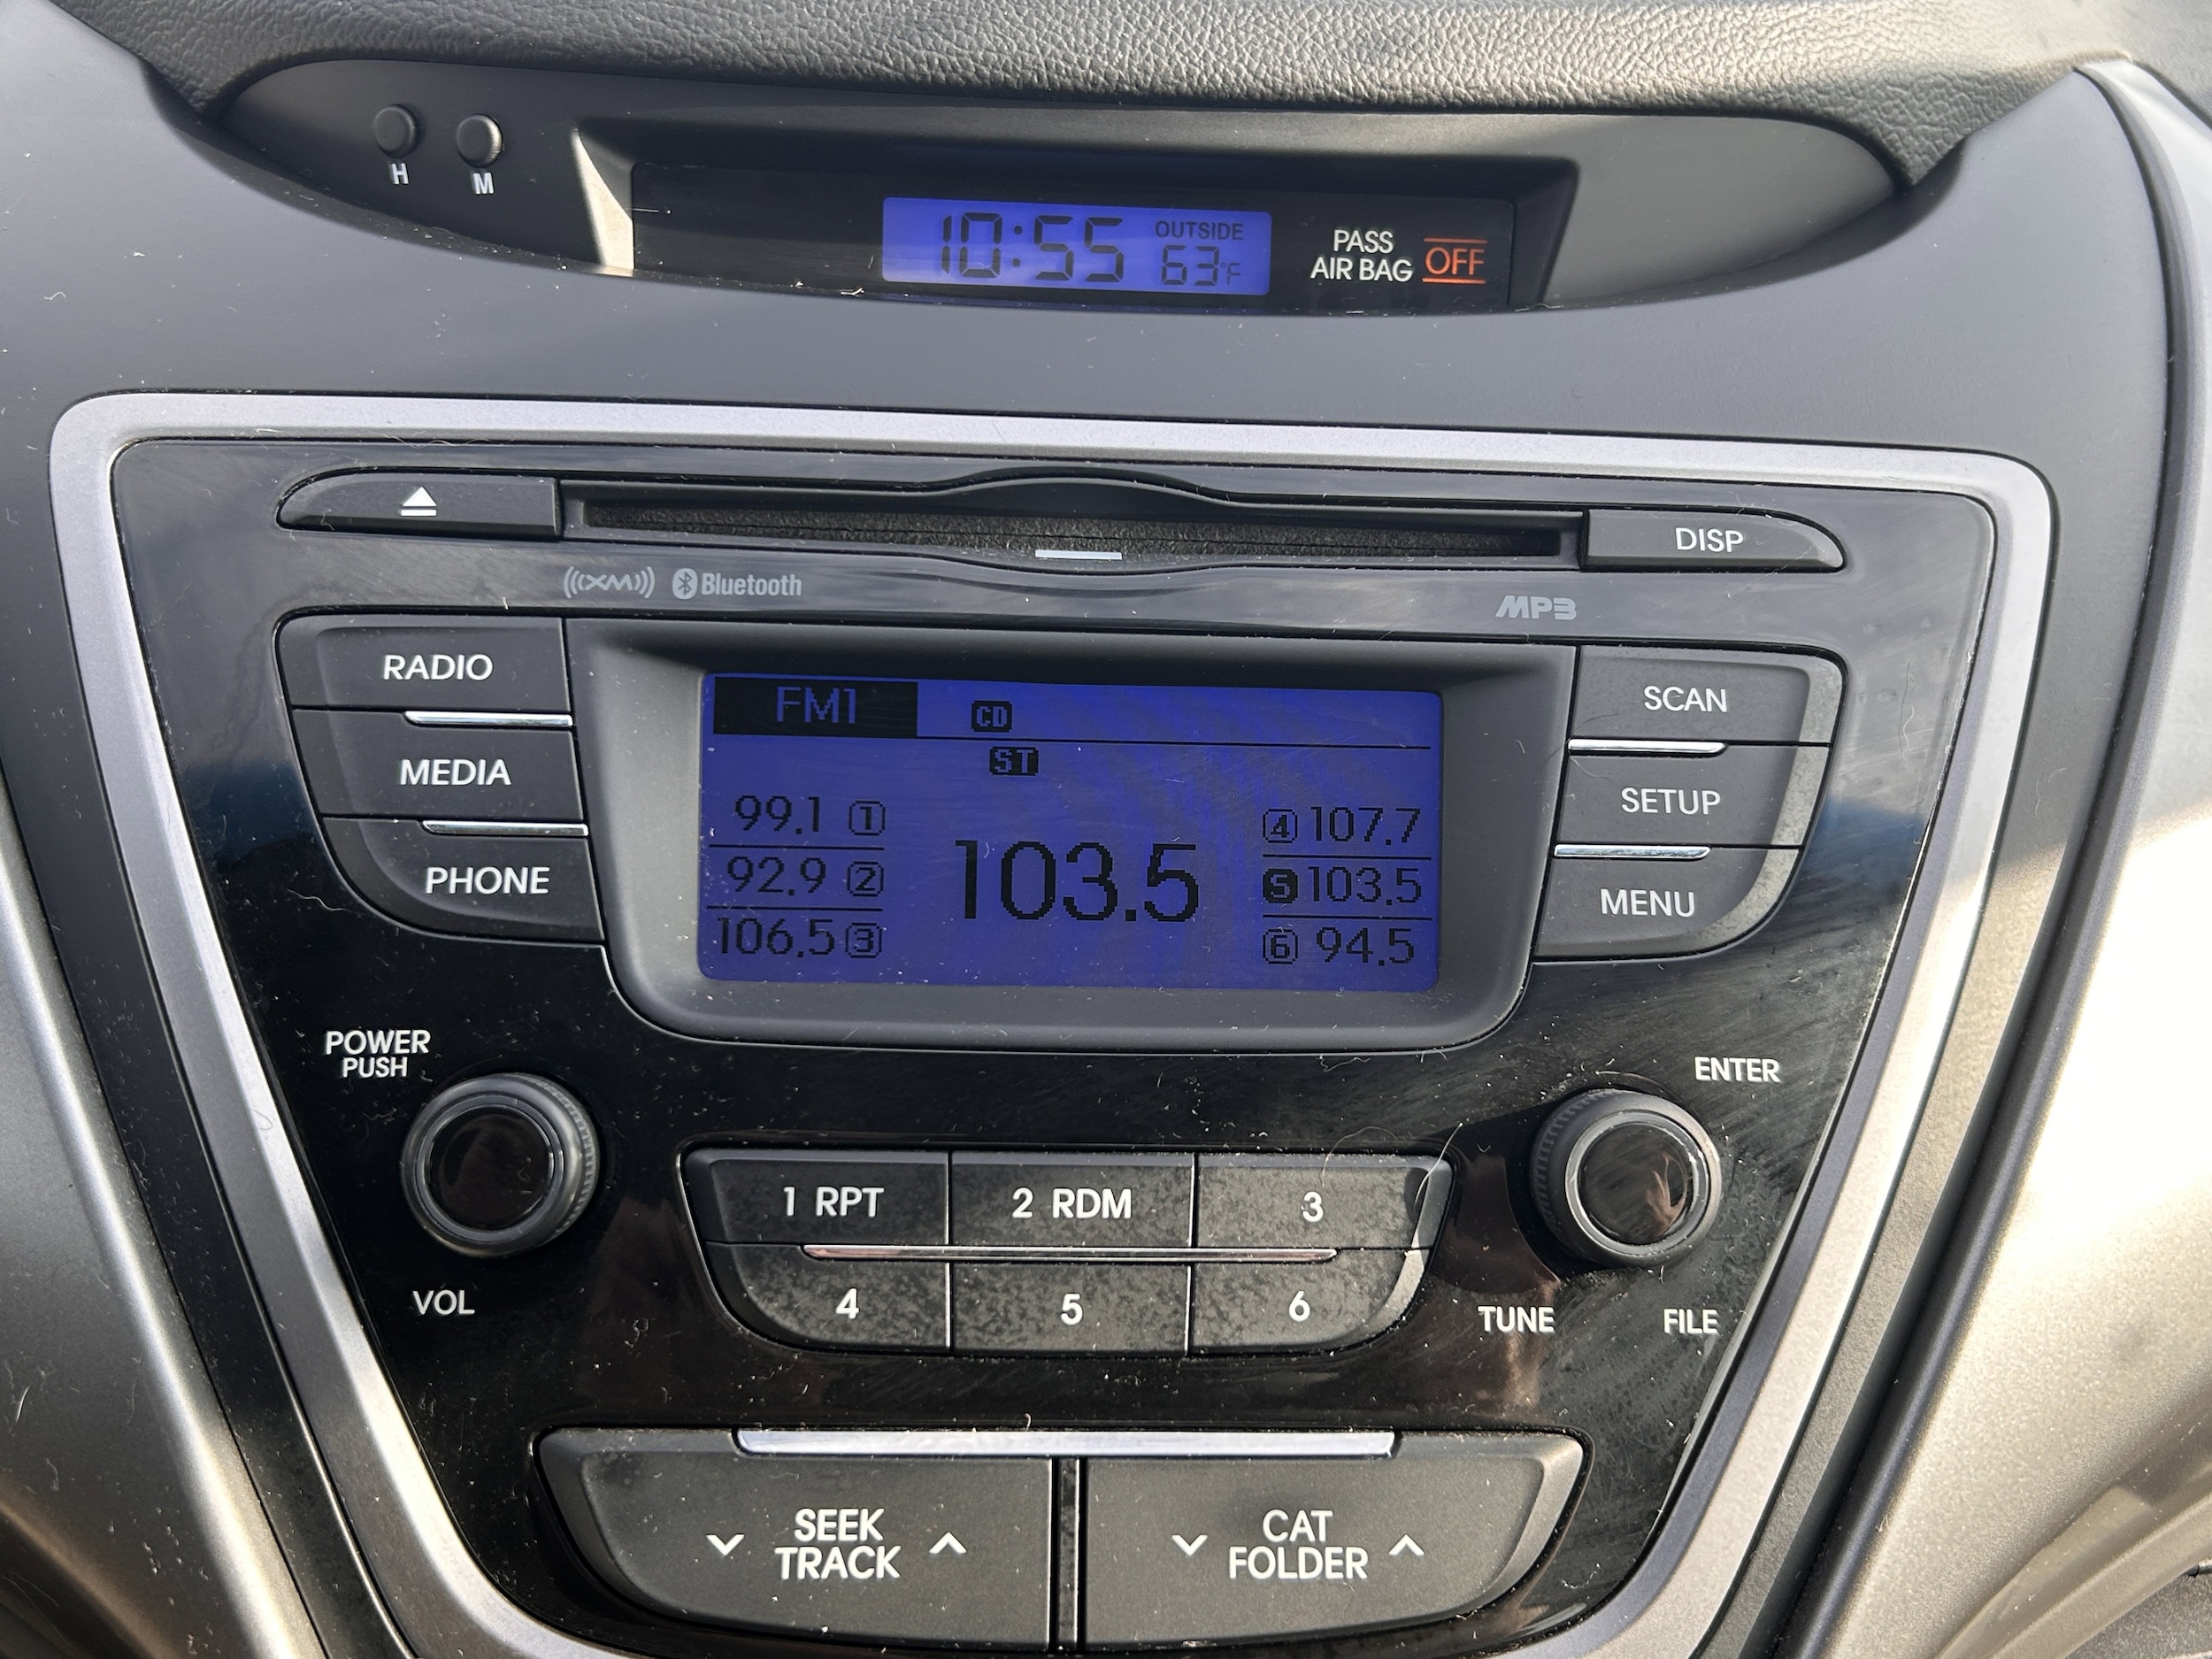 H M
10:55 OUTSIDE
63°F
PASS
AIR BAG OFF
DISP
((XM)) Bluetooth
MP3
RADIO
MEDIA
PHONE
FM1 CD
ST
99.1 1
92.9 2
106.5 3
103.5
4 107.7
5 103.5
6 94.5
SCAN
SETUP
MENU
POWER
PUSH
VOL
ENTER
TUNE FILE
1 RPT 2 RDM 3
4 5 6
SEEK
TRACK
CAT
FOLDER